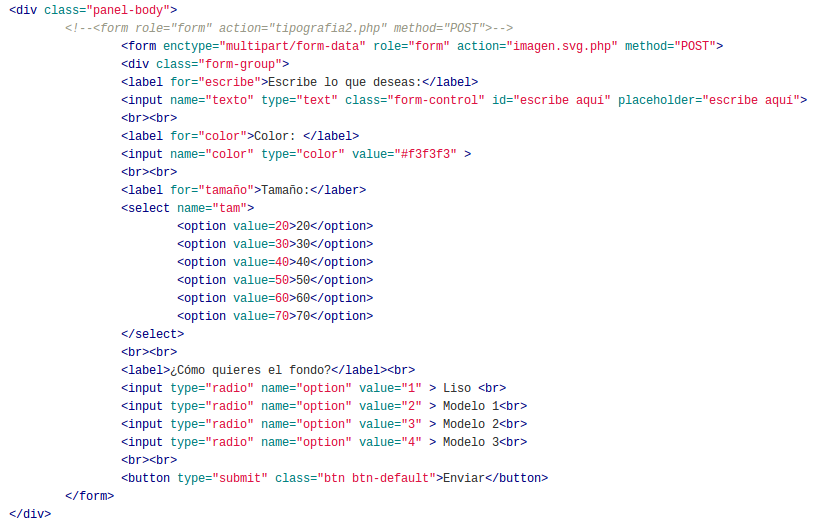 <div class="panel-body">
<!--<form role="form" action="tipografia2.php" method="POST">-->
<form enctype="multipart/form-data" role="form" action="imagen.svg.php" method="POST">
<div class="form-group">
<label for="escribe">Escribe lo que deseas:</label>
<input name="texto" type="text" class="form-control" id="escribe aquí" placeholder="escribe aquí">
<br><br>
<label for="color">Color: </label>
<input name="color" type="color" value="#f3f3f3" >
<br><br>
<label for="tamaño">Tamaño:</laber>
<select name="tam">
<option value=20>20</option>
<option value=30>30</option>
<option value=40>40</option>
<option value=50>50</option>
<option value=60>60</option>
<option value=70>70</option>
</select>
<br><br>
<label>¿Cómo quieres el fondo?</label><br>
<input type="radio" name="option" value="1" > Liso <br>
<input type="radio" name="option" value="2" > Modelo 1<br>
<input type="radio" name="option" value="3" > Modelo 2<br>
<input type="radio" name="option" value="4" > Modelo 3<br>
<br><br>
<button type="submit" class="btn btn-default">Enviar</button>
</form>
</div>